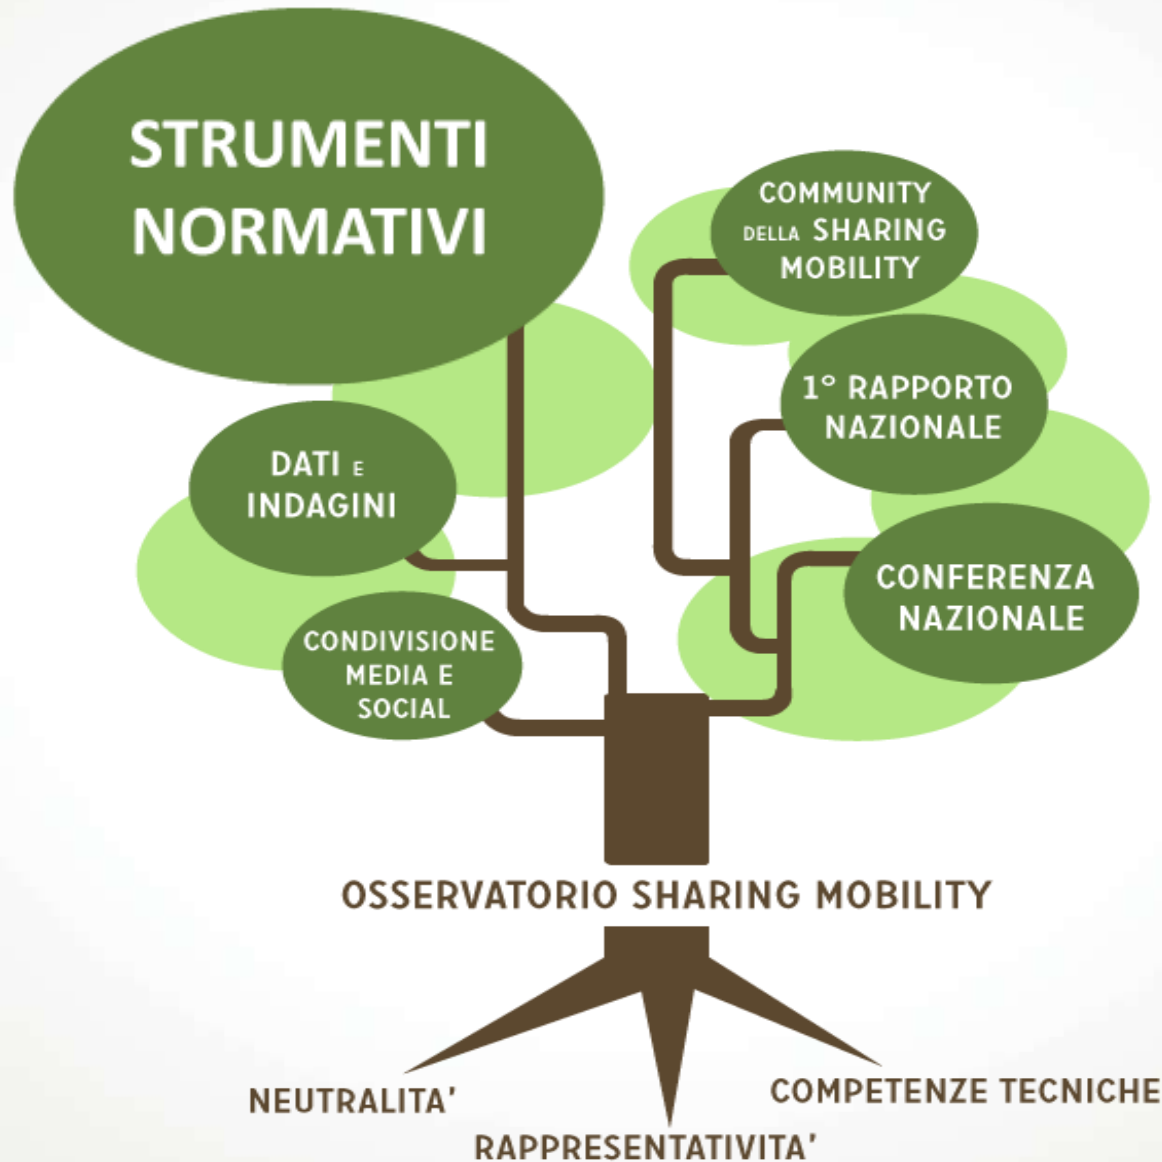 STRUMENTI
NORMATIVI
COMMUNITY
DELLA SHARING
MOBILITY
1° RAPPORTO
NAZIONALE
DATI E
INDAGINI
CONFERENZA
NAZIONALE
CONDIVISIONE
MEDIA E
SOCIAL
OSSERVATORIO SHARING MOBILITY
NEUTRALITA'
COMPETENZE TECNICHE
RAPPRESENTATIVITA'